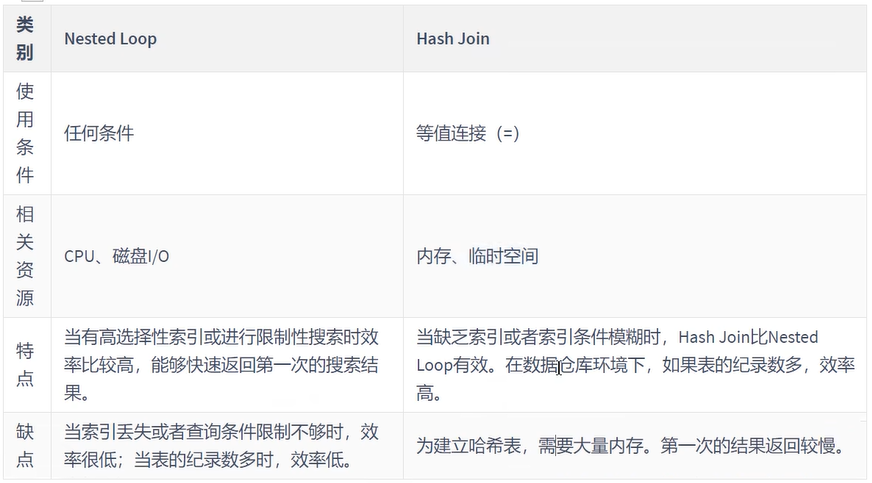 类
别
Nested Loop
Hash Join
使
用
条
件
任何条件
等值连接（=）
相
关
资
源
CPU、磁盘I/O
内存、临时空间
特
点
当有高选择性索引或进行限制性搜索时效
率比较高，能够快速返回第一次的搜索结
果。
当缺乏索引或者索引条件模糊时，Hash Join比Nested
Loop有效。在数据仓库环境下，如果表的纪录数多，效率
高。
缺
点
当索引丢失或者查询条件限制不够时，效
率很低；当表的纪录数多时，效率低。
为建立哈希表，需要大量内存。第一次的结果返回较慢。